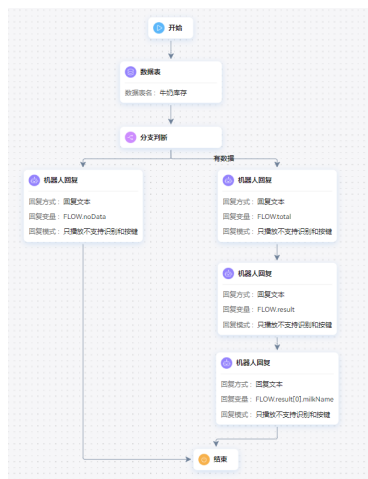 开始
数据表
数据表名： 牛奶库存
分支判断
有数据
机器人回复
回复方式： 回复文本
回复变量： FLOW.noData
回复模式： 只播放不支持识别和按键
机器人回复
回复方式： 回复文本
回复变量： FLOW.total
回复模式： 只播放不支持识别和按键
机器人回复
回复方式： 回复文本
回复变量： FLOW.result
回复模式： 只播放不支持识别和按键
机器人回复
回复方式： 回复文本
回复变量： FLOW.result[0].milkName
回复模式： 只播放不支持识别和按键
结束